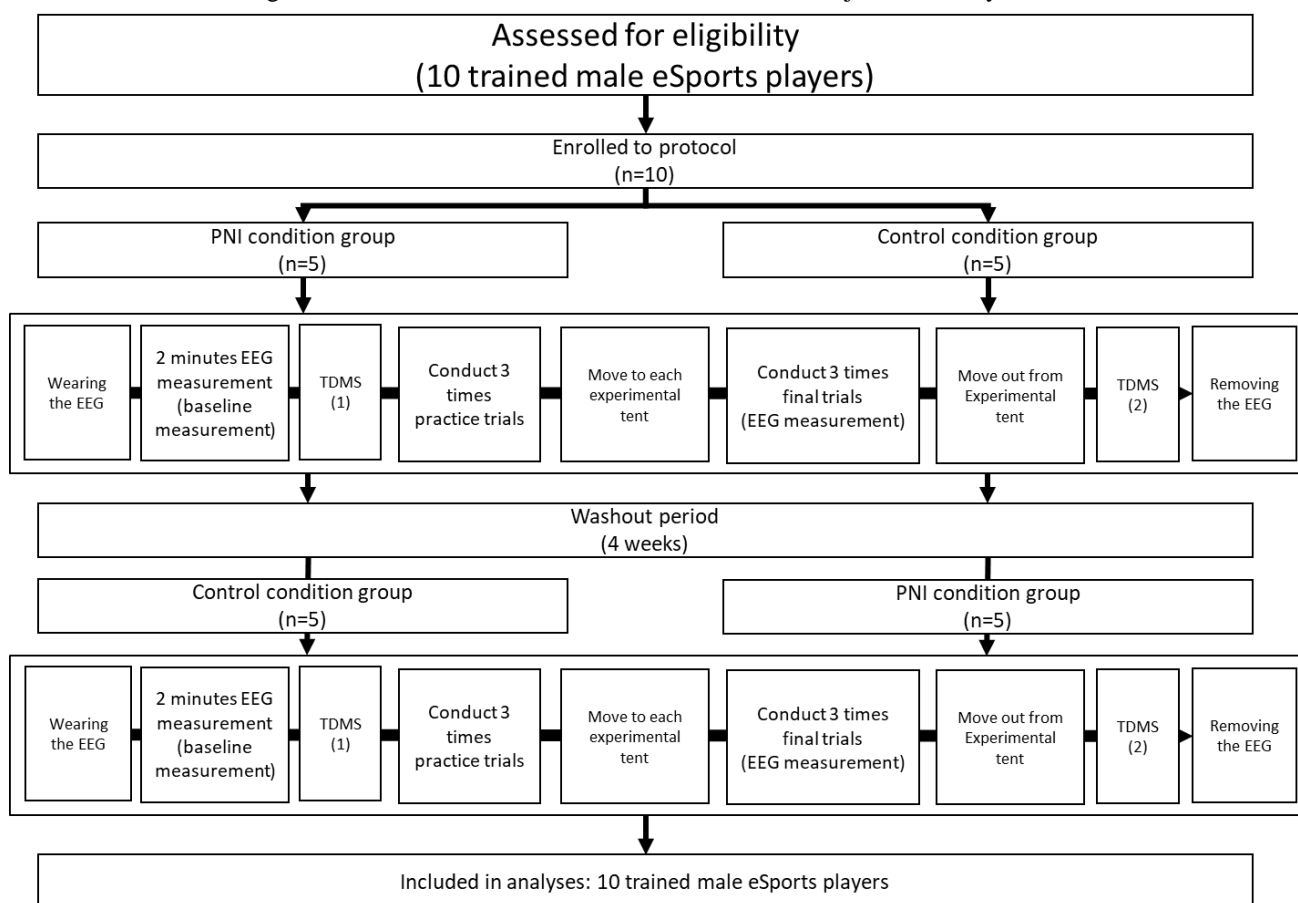 Assessed for eligibility
(10 trained male eSports players)
Enrolled to protocol
(n=10)
PNI condition group
(n=5)
Control condition group
(n=5)
Wearing
the EEG
2 minutes EEG
measurement
(baseline
measurement)
TDMS
(1)
Conduct 3
times
practice trials
Move to each
experimental
tent
Conduct 3 times
final trials
(EEG measurement)
Move out from
Experimental
tent
TDMS
(2)
Removing
the EEG
Washout period
(4 weeks)
Control condition group
(n=5)
PNI condition group
(n=5)
Wearing
the EEG
2 minutes EEG
measurement
(baseline
measurement)
TDMS
(1)
Conduct 3
times
practice trials
Move to each
experimental
tent
Conduct 3 times
final trials
(EEG measurement)
Move out from
Experimental
tent
TDMS
(2)
Removing
the EEG
Included in analyses: 10 trained male eSports players